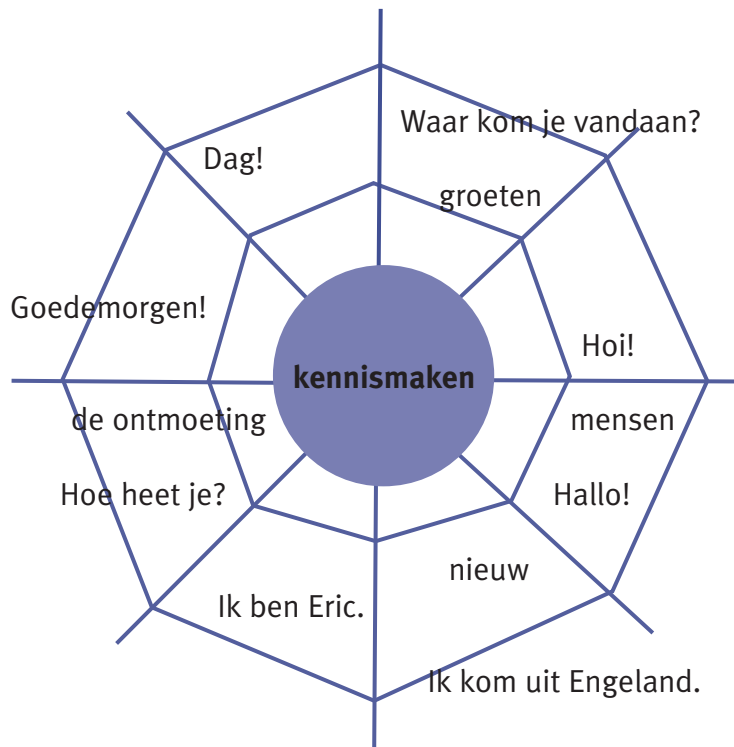 Waar kom je vandaan?
Dag!
groeten
Goedemorgen!
Hoi!
kennismaken
de ontmoeting
mensen
Hoe heet je?
Hallo!
nieuw
Ik ben Eric.
Ik kom uit Engeland.